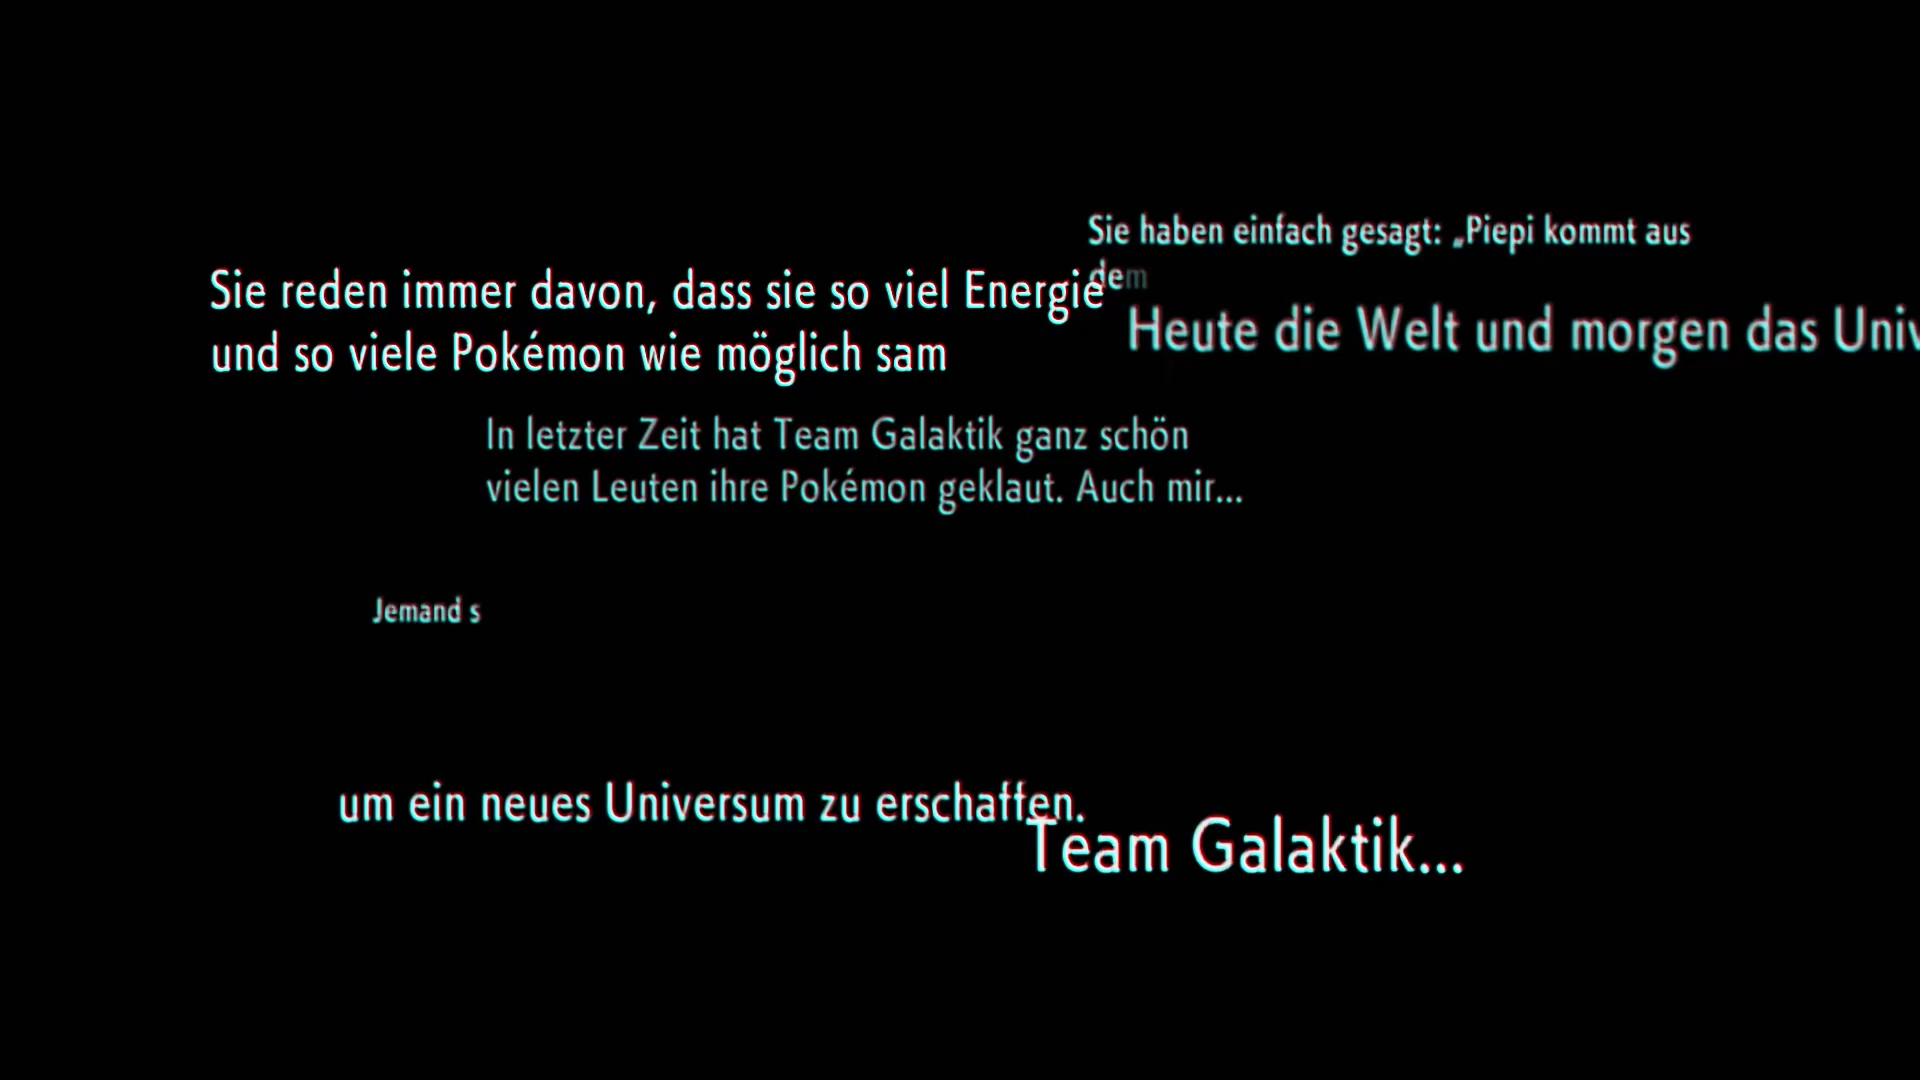 Sie haben einfach gesagt: „Piepi kommt aus
dem
Sie reden immer davon, dass sie so viel Energie
und so viele Pokémon wie möglich sam
Heute die Welt und morgen das Univ
In letzter Zeit hat Team Galaktik ganz schön
vielen Leuten ihre Pokémon geklaut. Auch mir...
Jemand s
um ein neues Universum zu erschaffen.
Team Galaktik...